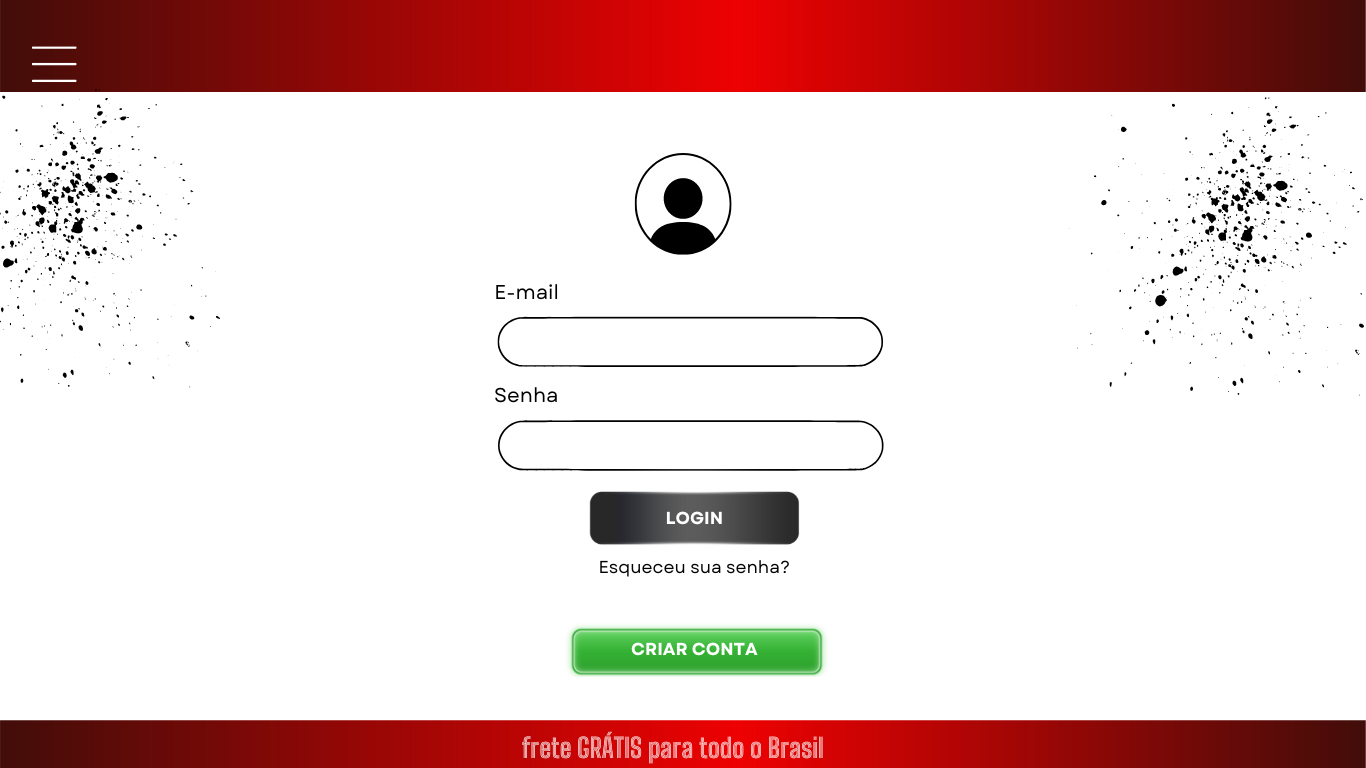 E-mail
Senha
LOGIN
Esqueceu sua senha?
CRIAR CONTA
frete GRÁTIS para todo o Brasil